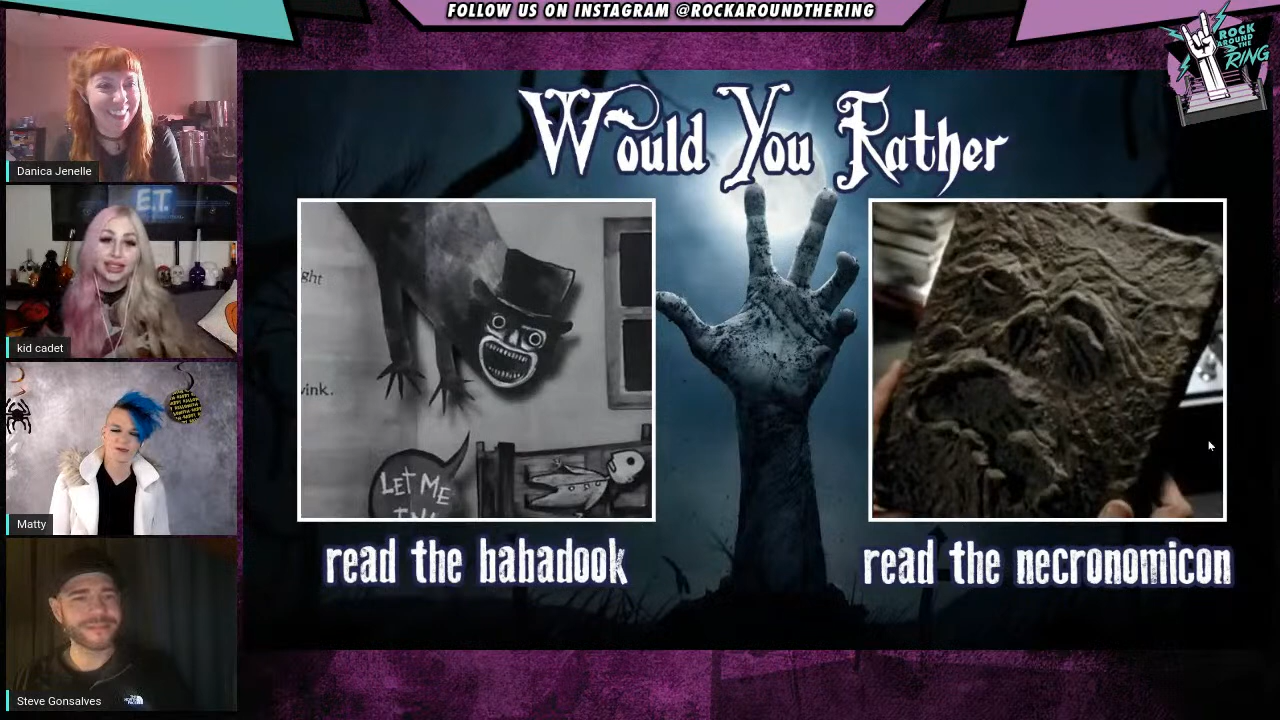 FOLLOW US ON INSTAGRAM @ROCKAROUNDTHERING
ROCK
AROUND
THE
RING
Danica Jenelle
E.T.
kid cadet
Matty
Steve Gonsalves
Would You Rather
ght
wink.
LET ME
IN!
read the babadook
read the necronomicon